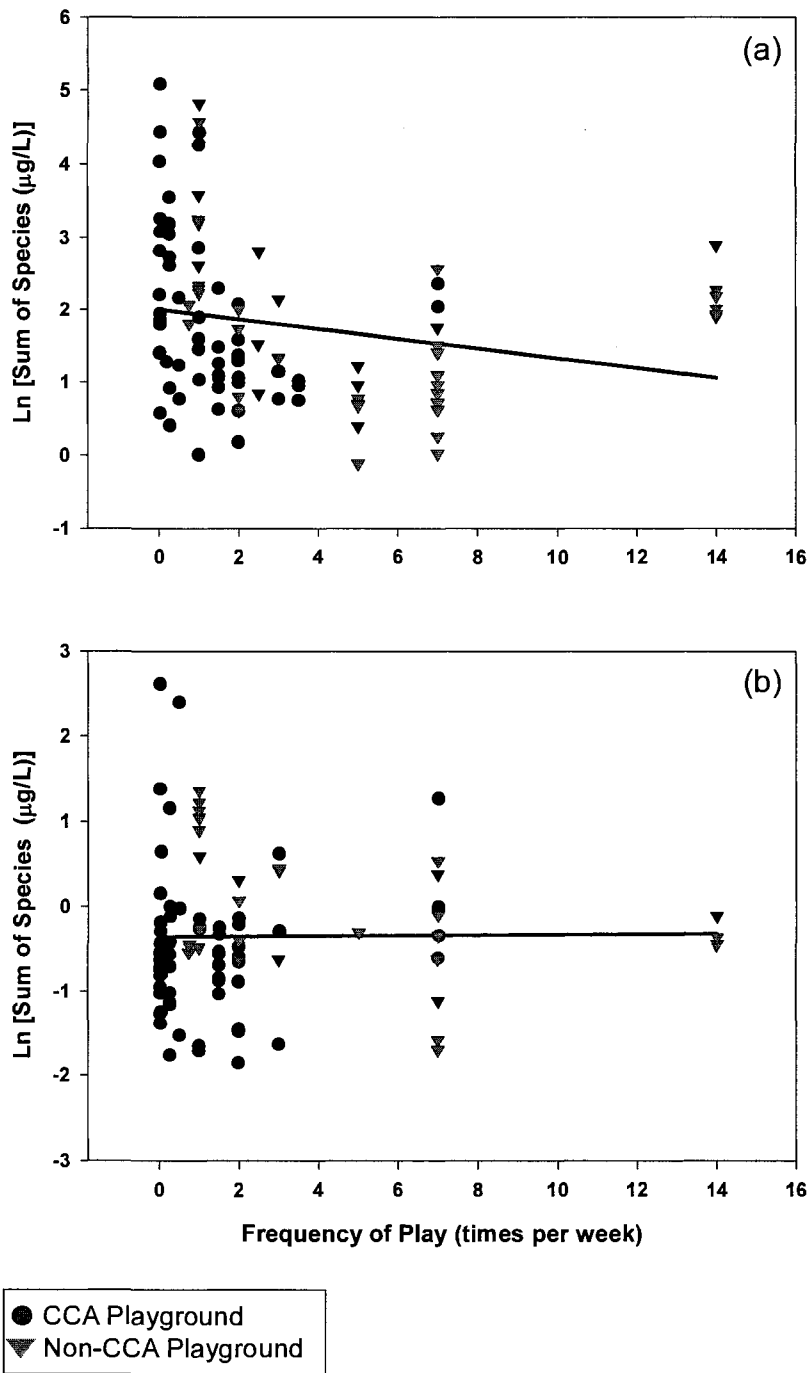 (a)
Ln [Sum of Species (µg/L)]
6
5
4
3
2
1
0
-1
0 2 4 6 8 10 12 14 16
(b)
Ln [Sum of Species (µg/L)]
3
2
1
0
-1
-2
-3
0 2 4 6 8 10 12 14 16
Frequency of Play (times per week)
CCA Playground
Non-CCA Playground